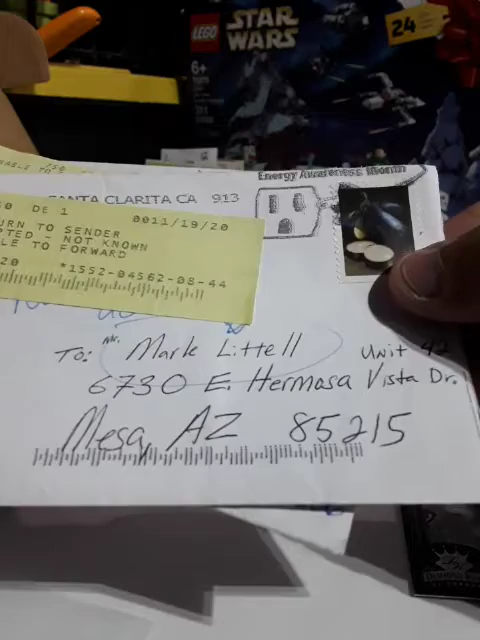 LEGO
STAR
WARS
24
6+
Energy Awareness Month
SANTA CLARITA CA 913
DE 1 0011/19/20
TO SENDER
NOT KNOWN
TO FORWARD
*1552-04562-08-44
To: Mr. Mark Littell Unit 42
6730 E. Hermosa Vista Dr.
Mesa, AZ 85215